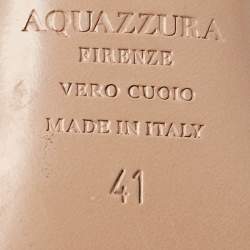 AQUAZZURA
FIRENZE
VERO CUOIO
MADE IN ITALY
41